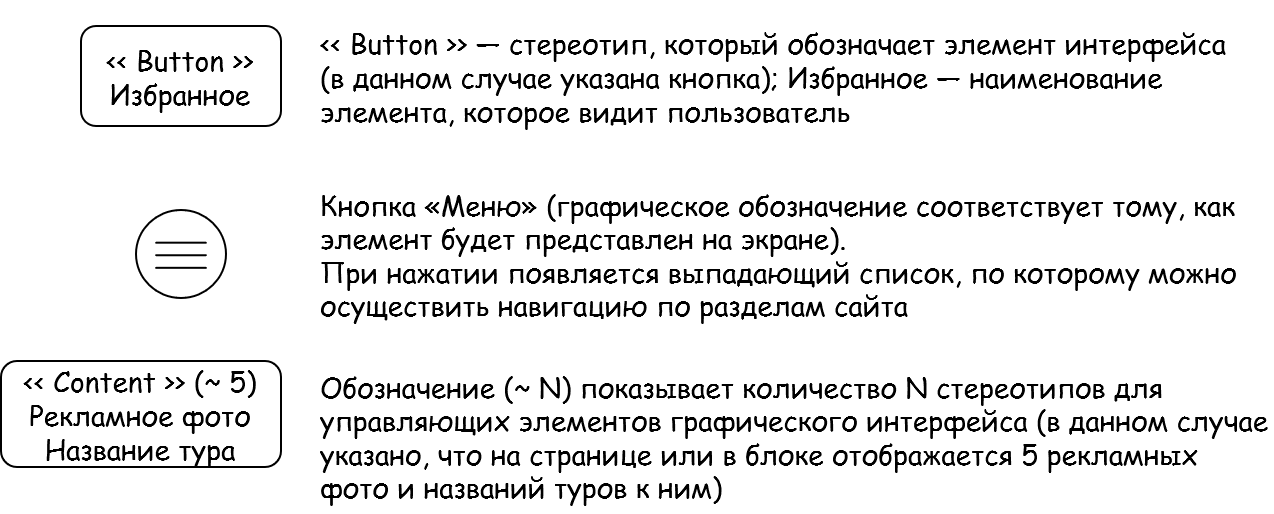 << Button >>
Избранное
<< Button >> — стереотип, который обозначает элемент интерфейса
(в данном случае указана кнопка); Избранное — наименование
элемента, которое видит пользователь
Кнопка «Меню» (графическое обозначение соответствует тому, как
элемент будет представлен на экране).
При нажатии появляется выпадающий список, по которому можно
осуществить навигацию по разделам сайта
<< Content >> (~ 5)
Рекламное фото
Название тура
Обозначение (~ N) показывает количество N стереотипов для
управляющих элементов графического интерфейса (в данном случае
указано, что на странице или в блоке отображается 5 рекламных
фото и названий туров к ним)